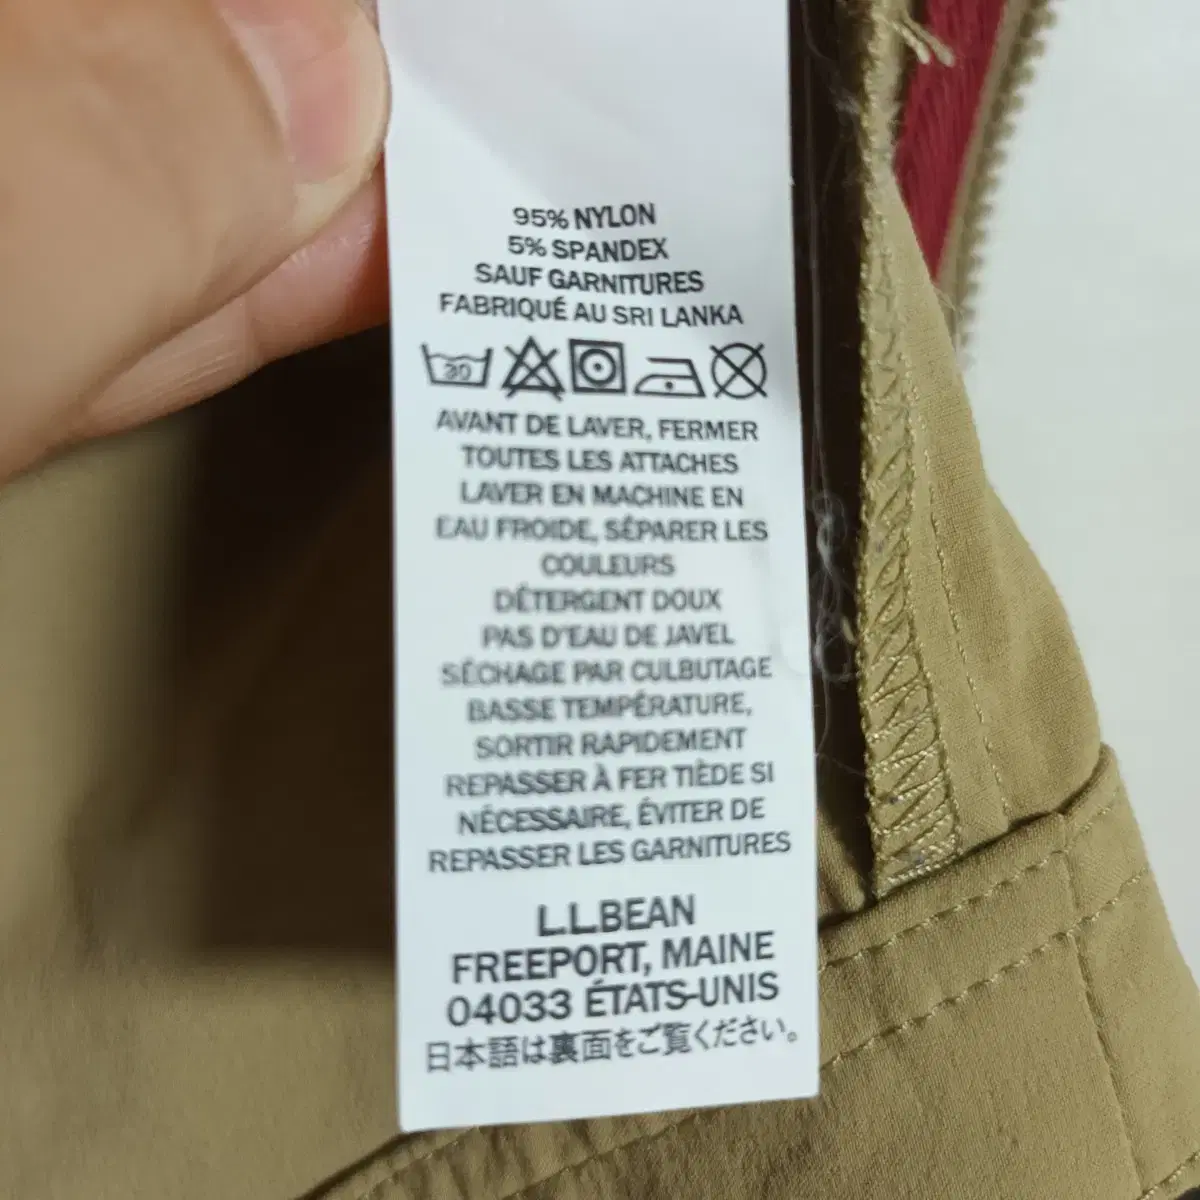 95% NYLON
5% SPANDEX
SAUF GARNITURES
FABRIQUÉ AU SRI LANKA
30
AVANT DE LAVER, FERMER
TOUTES LES ATTACHES
LAVER EN MACHINE EN
EAU FROIDE, SÉPARER LES
COULEURS
DÉTERGENT DOUX
PAS D'EAU DE JAVEL
SÉCHAGE PAR CULBUTAGE
BASSE TEMPÉRATURE,
SORTIR RAPIDEMENT
REPASSER À FER TIÈDE SI
NÉCESSAIRE, ÉVITER DE
REPASSER LES GARNITURES
L.L.BEAN
FREEPORT, MAINE
04033 ÉTATS-UNIS
日本語は裏面をご覧ください。